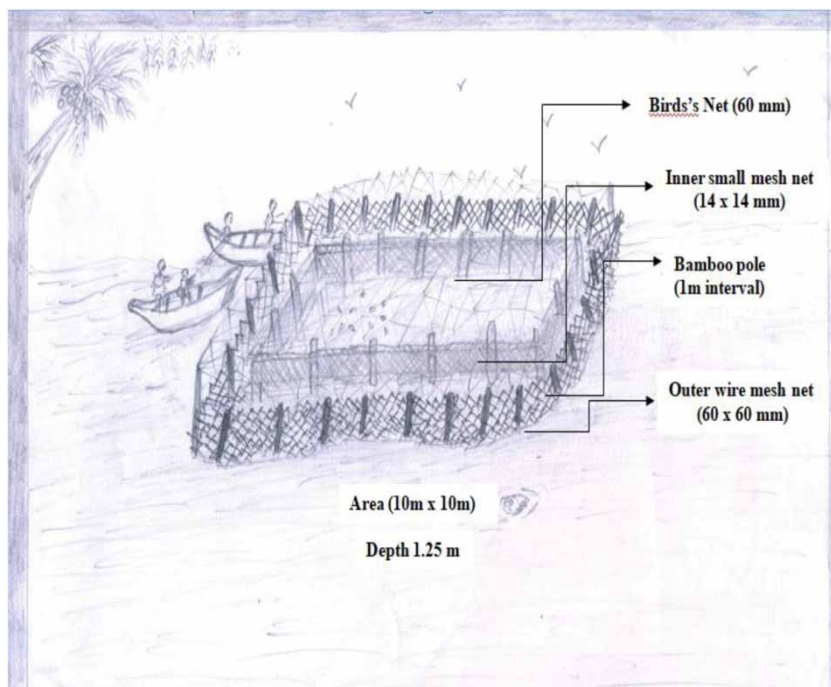 Birds's Net (60 mm)
Inner small mesh net
(14 x 14 mm)
Bamboo pole
(1m interval)
Outer wire mesh net
(60 x 60 mm)
Area (10m x 10m)
Depth 1.25 m